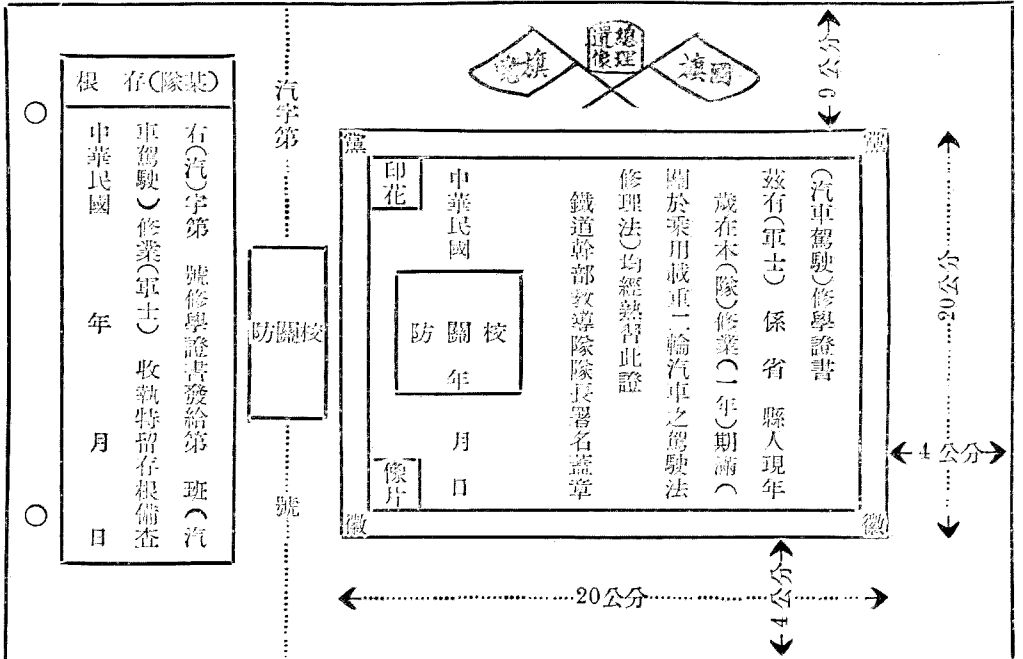 總理遺像
國旗
黨旗
9公分
黨
黨
(汽車駕駛)修學證書
茲有(軍士) 係 省 縣人現年
歲在本(隊)修業(一年)期滿(
關於乘用載重二輪汽車之駕駛法
修理法)均經熟習此證
鐵道幹部教導隊隊長署名蓋章
中華民國 年 月 日
校關防
印花
像片
徽
徽
20公分
4公分
20公分
4公分
汽字第 號
校關防
(某隊)存根
右(汽)字第 號修學證書發給第 班(汽
車駕駛)修業(軍士) 收執特留存根備查
中華民國 年 月 日